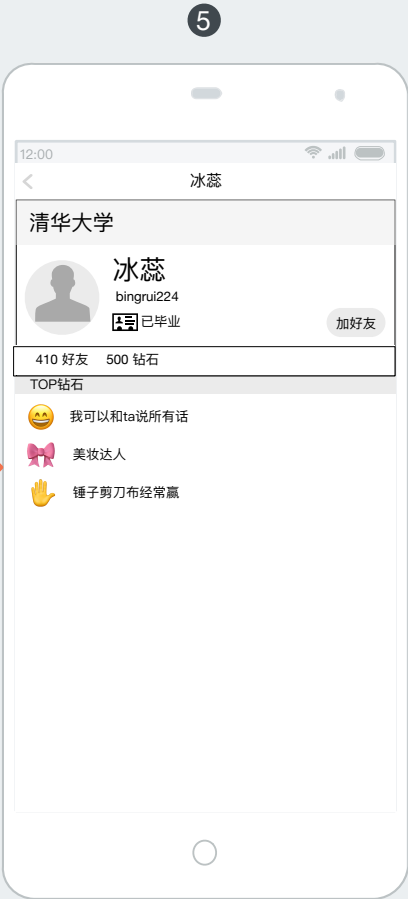 5
12:00
冰蕊
清华大学
冰蕊
bingrui224
已毕业
加好友
410 好友 500 钻石
TOP钻石
我可以和ta说所有话
美妆达人
锤子剪刀布经常赢